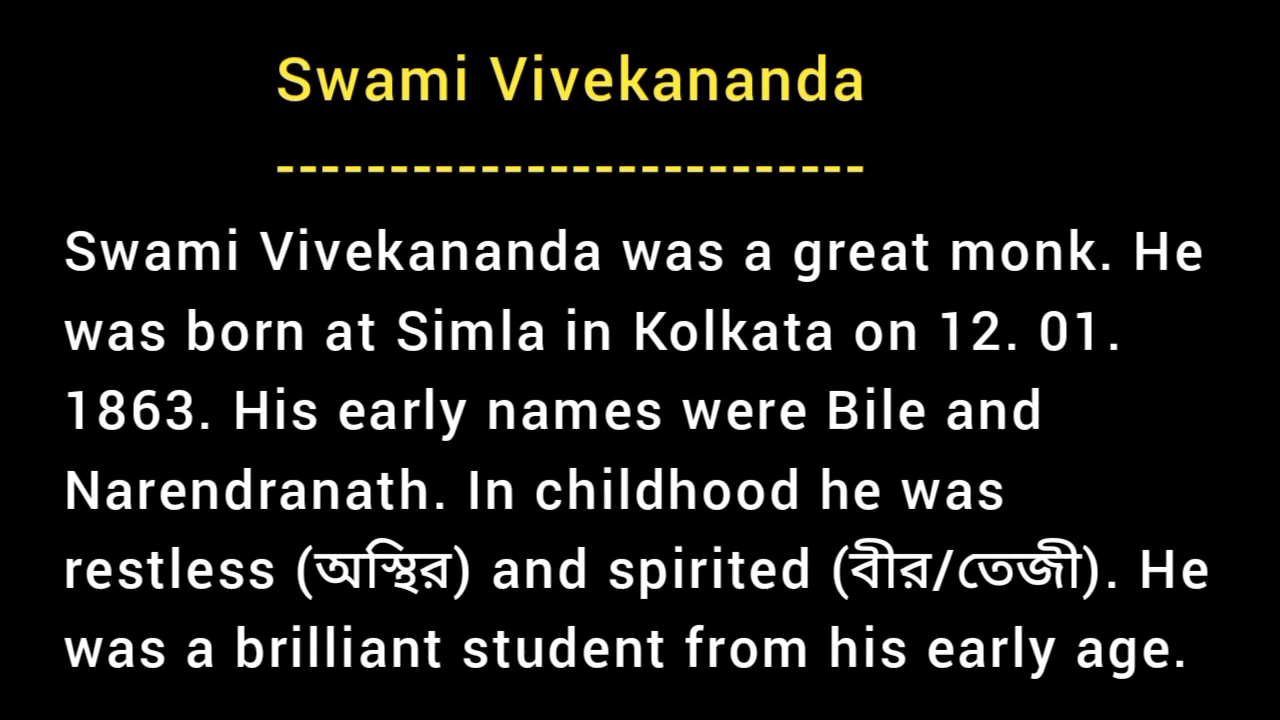 Swami Vivekananda
--------------------------
Swami Vivekananda was a great monk. He
was born at Simla in Kolkata on 12. 01.
1863. His early names were Bile and
Narendranath. In childhood he was
restless (অস্থির) and spirited (বীর/তেজী). He
was a brilliant student from his early age.